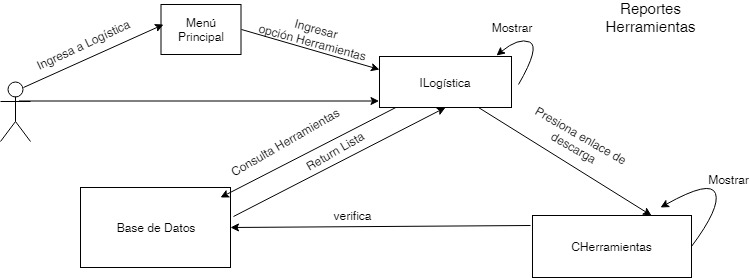 Reportes
Herramientas
Menú
Principal
Ingresa a Logística
Ingresar
opción Herramientas
Mostrar
ILogística
Consulta Herramientas
Return Lista
Presiona enlace de
descarga
Mostrar
Base de Datos
verifica
CHerramientas